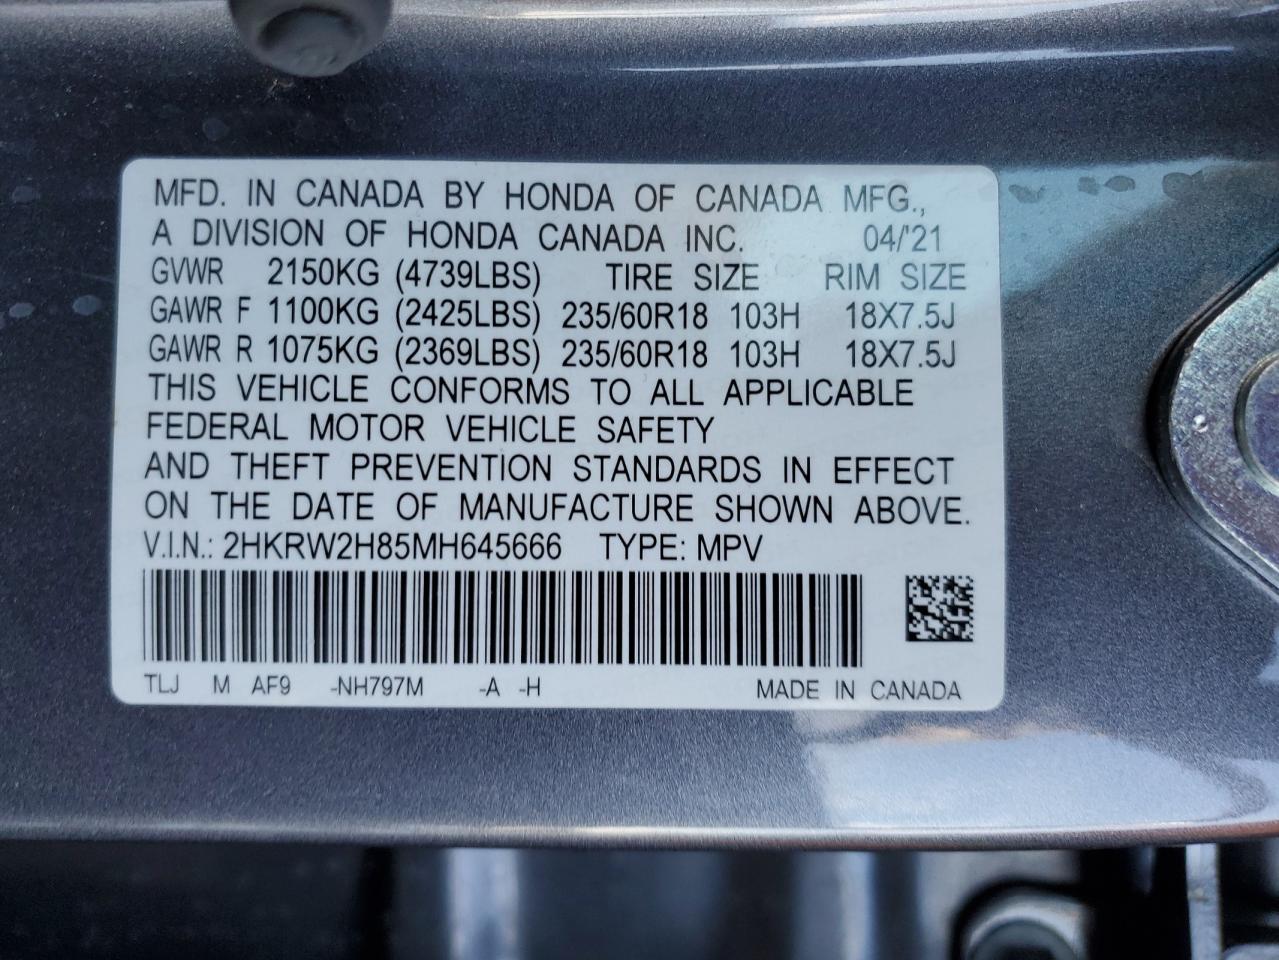 MFD. IN CANADA BY HONDA OF CANADA MFG.,
A DIVISION OF HONDA CANADA INC. 04/'21
GVWR 2150KG (4739LBS) TIRE SIZE RIM SIZE
GAWR F 1100KG (2425LBS) 235/60R18 103H 18X7.5J
GAWR R 1075KG (2369LBS) 235/60R18 103H 18X7.5J
THIS VEHICLE CONFORMS TO ALL APPLICABLE
FEDERAL MOTOR VEHICLE SAFETY
AND THEFT PREVENTION STANDARDS IN EFFECT
ON THE DATE OF MANUFACTURE SHOWN ABOVE.
V.I.N.: 2HKRW2H85MH645666 TYPE: MPV
TLJ M AF9 -NH797M -A -H MADE IN CANADA